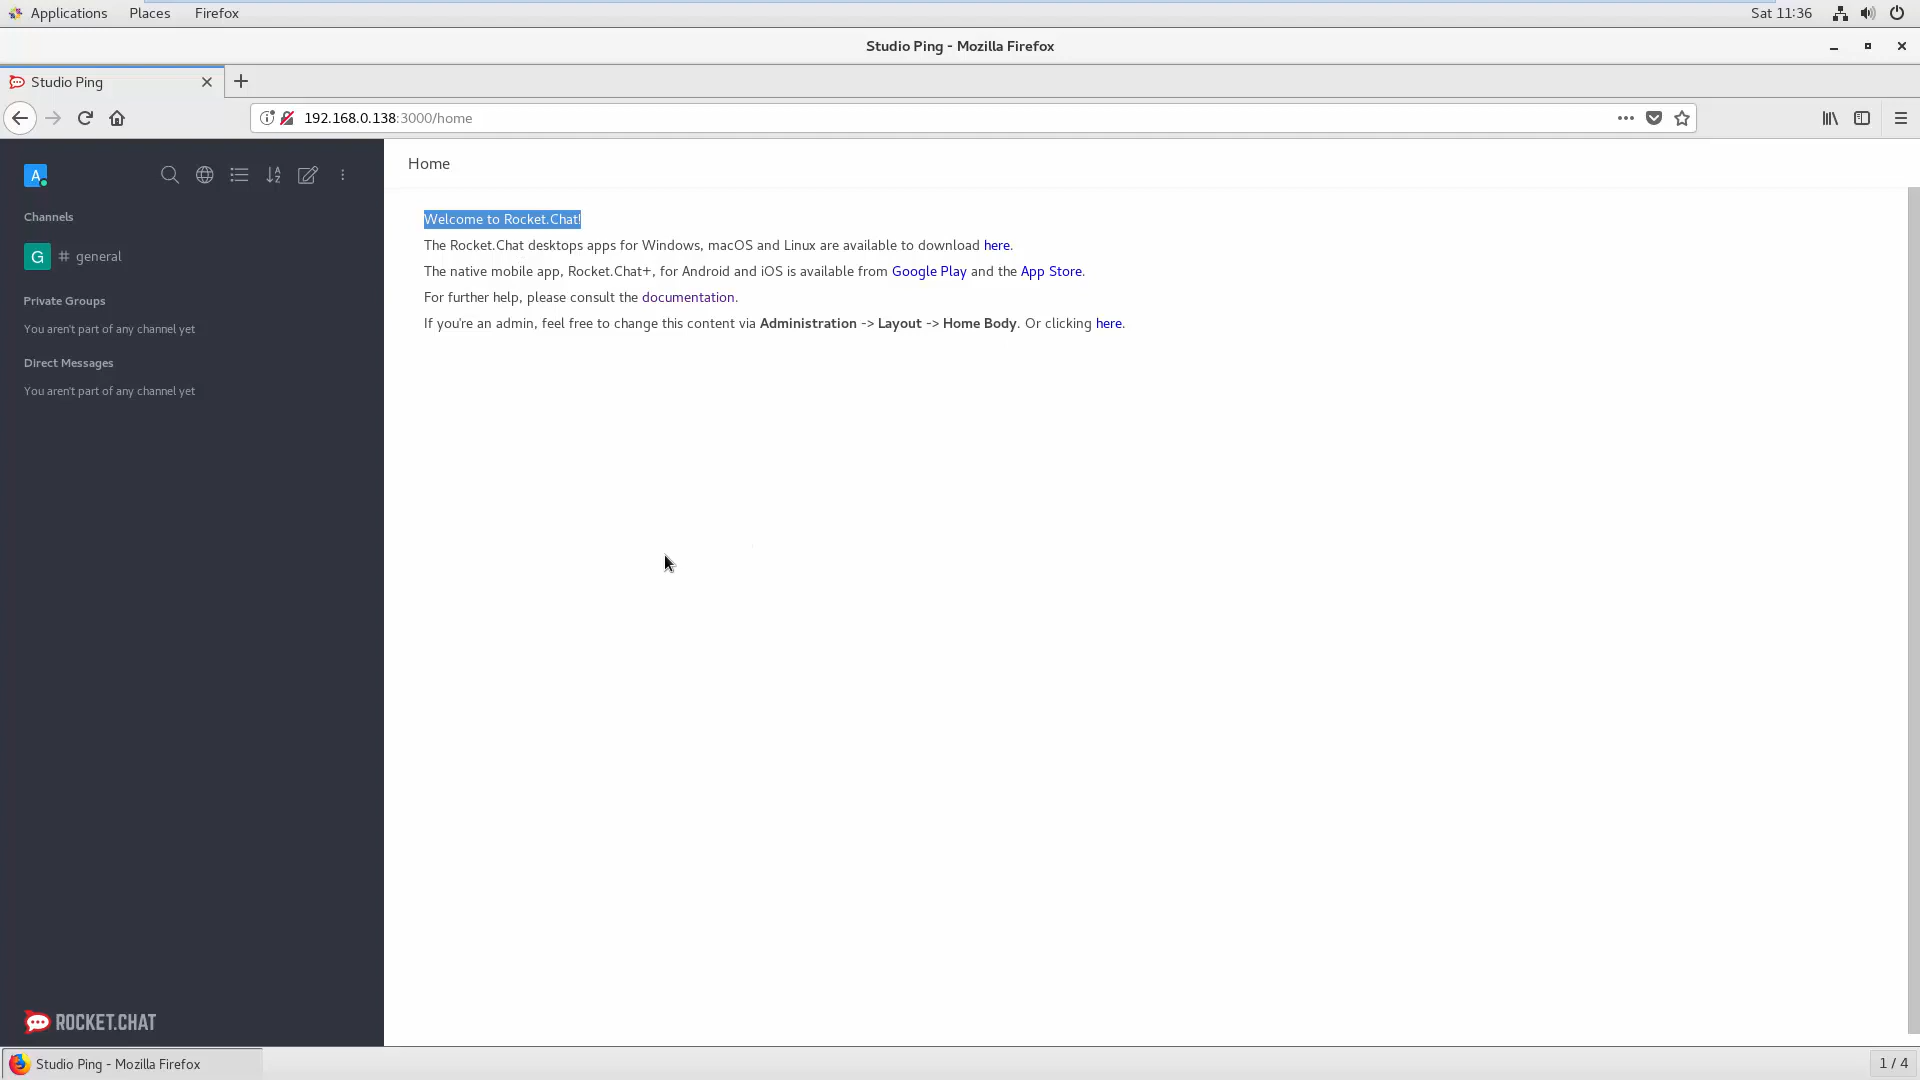 Applications Places Firefox Sat 11:36
Studio Ping - Mozilla Firefox
Studio Ping
192.168.0.138:3000/home
A
Home
Channels
G # general
Private Groups
You aren't part of any channel yet
Direct Messages
You aren't part of any channel yet
Welcome to Rocket.Chat!
The Rocket.Chat desktops apps for Windows, macOS and Linux are available to download here.
The native mobile app, Rocket.Chat+, for Android and iOS is available from Google Play and the App Store.
For further help, please consult the documentation.
If you're an admin, feel free to change this content via Administration -> Layout -> Home Body. Or clicking here.
ROCKET.CHAT
Studio Ping - Mozilla Firefox 1 / 4